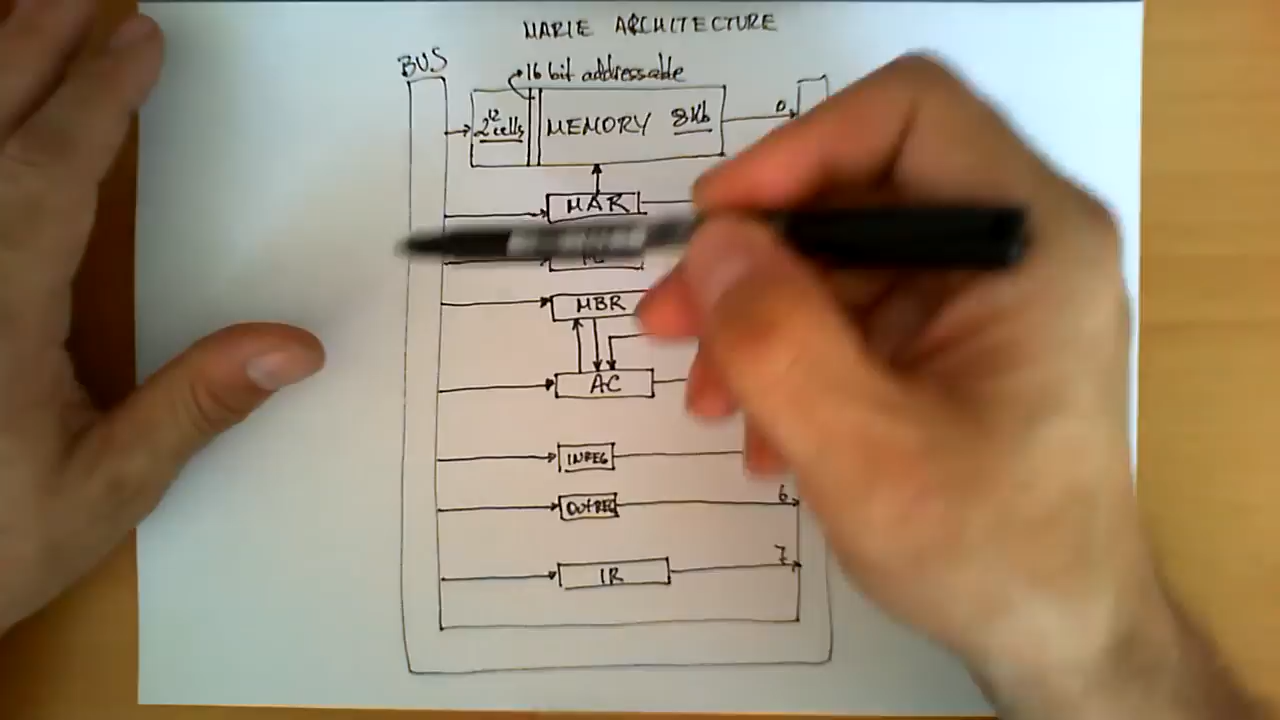 MARIE ARCHITECTURE
BUS
16 bit addressable
2^12 cells
MEMORY 8Kb
0
MAR
MBR
AC
INREG
OUTREG
6
IR
7